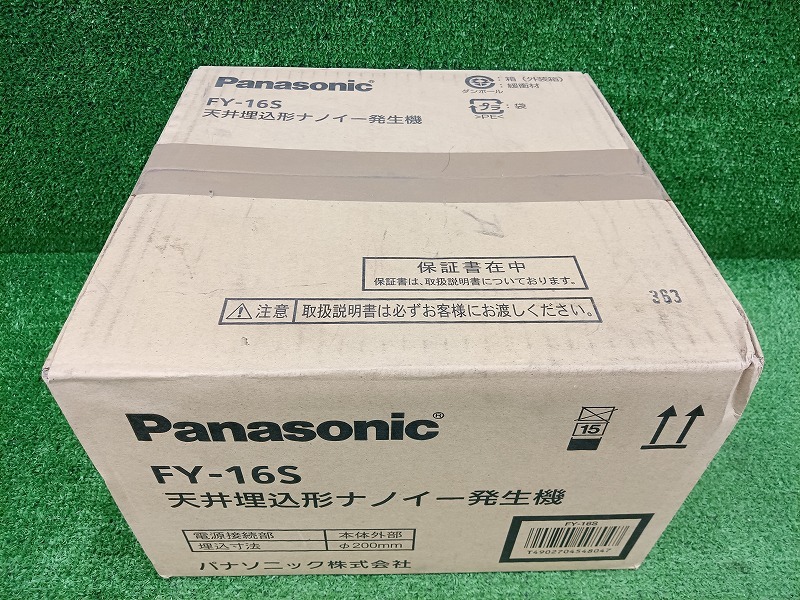 Panasonic®
FY-16S
天井埋込形ナノイー発生機
ダンボール
:箱(外装箱)
:緩衝材
プラ
>PE<
:袋
保証書在中
保証書は、取扱説明書についております。
注意 取扱説明書は必ずお客様にお渡しください。
363
Panasonic®
FY-16S
天井埋込形ナノイー発生機
電源接続部 本体外部
埋込寸法 φ200mm
パナソニック株式会社
15
FY-16S
T4902704548047